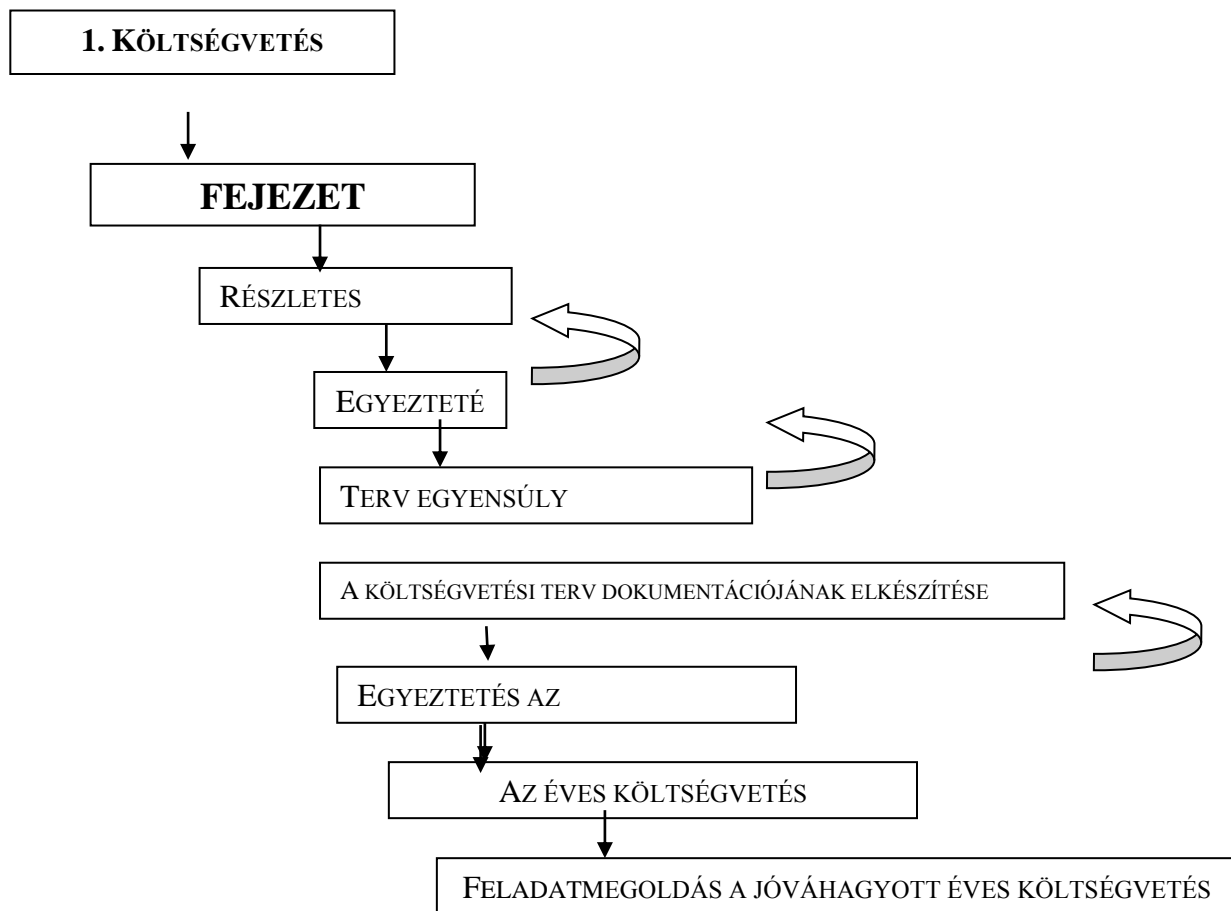 1. KÖLTSÉGVETÉS
FEJEZET
RÉSZLETES
EGYEZTETÉ
TERV EGYENSÚLY
A KÖLTSÉGVETÉSI TERV DOKUMENTÁCIÓJÁNAK ELKÉSZÍTÉSE
EGYEZTETÉS AZ
AZ ÉVES KÖLTSÉGVETÉS
FELADATMEGOLDÁS A JÓVÁHAGYOTT ÉVES KÖLTSÉGVETÉS